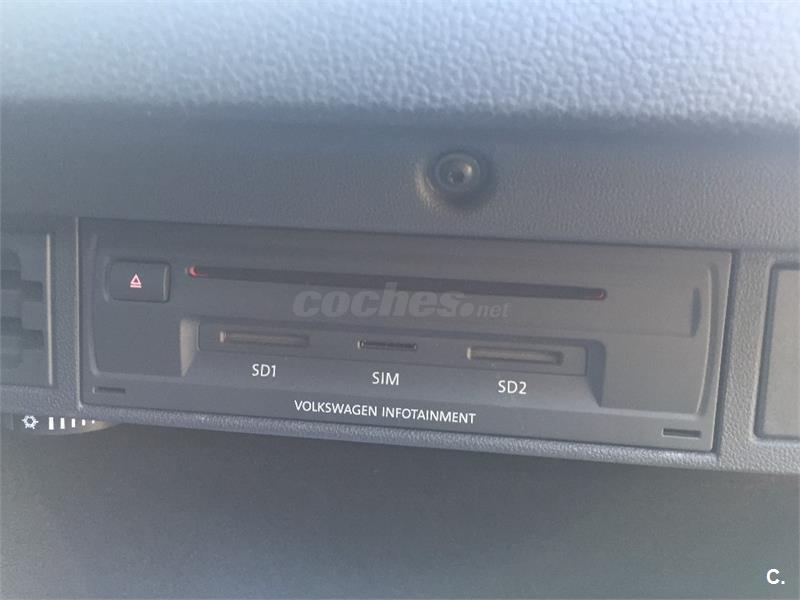 coches.net
SD1
SIM
SD2
VOLKSWAGEN INFOTAINMENT
C.